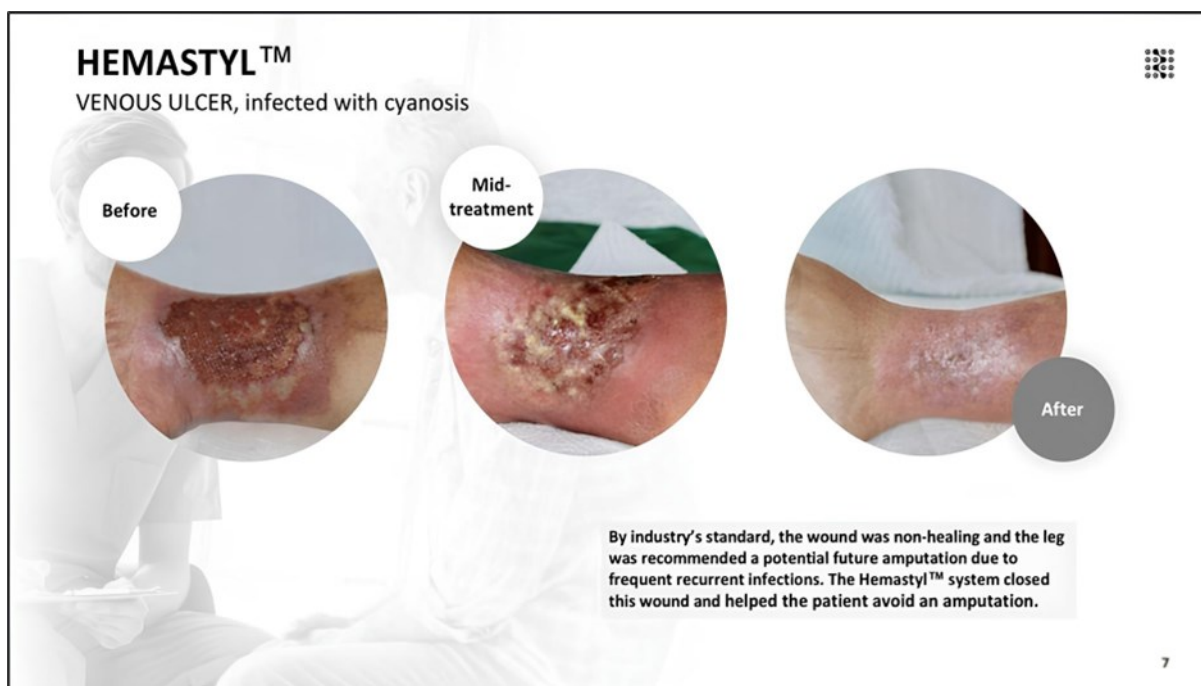 HEMASTYL™
VENOUS ULCER, infected with cyanosis
Before
Mid-
treatment
After
By industry's standard, the wound was non-healing and the leg
was recommended a potential future amputation due to
frequent recurrent infections. The Hemastyl™ system closed
this wound and helped the patient avoid an amputation.
7